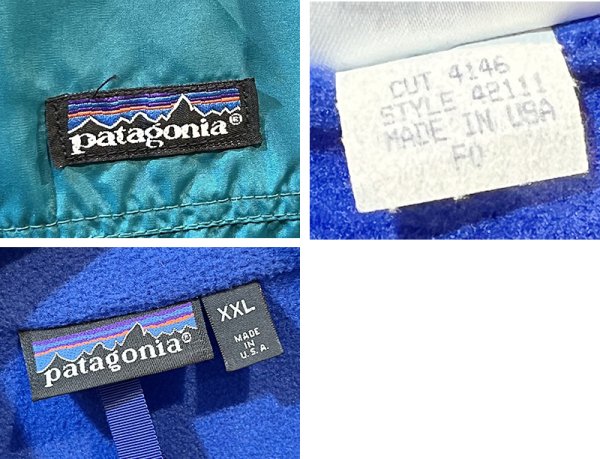 patagonia®
CUT 4146
STYLE 42111
MADE IN USA
FO
patagonia®
XXL
MADE
IN
U.S.A.